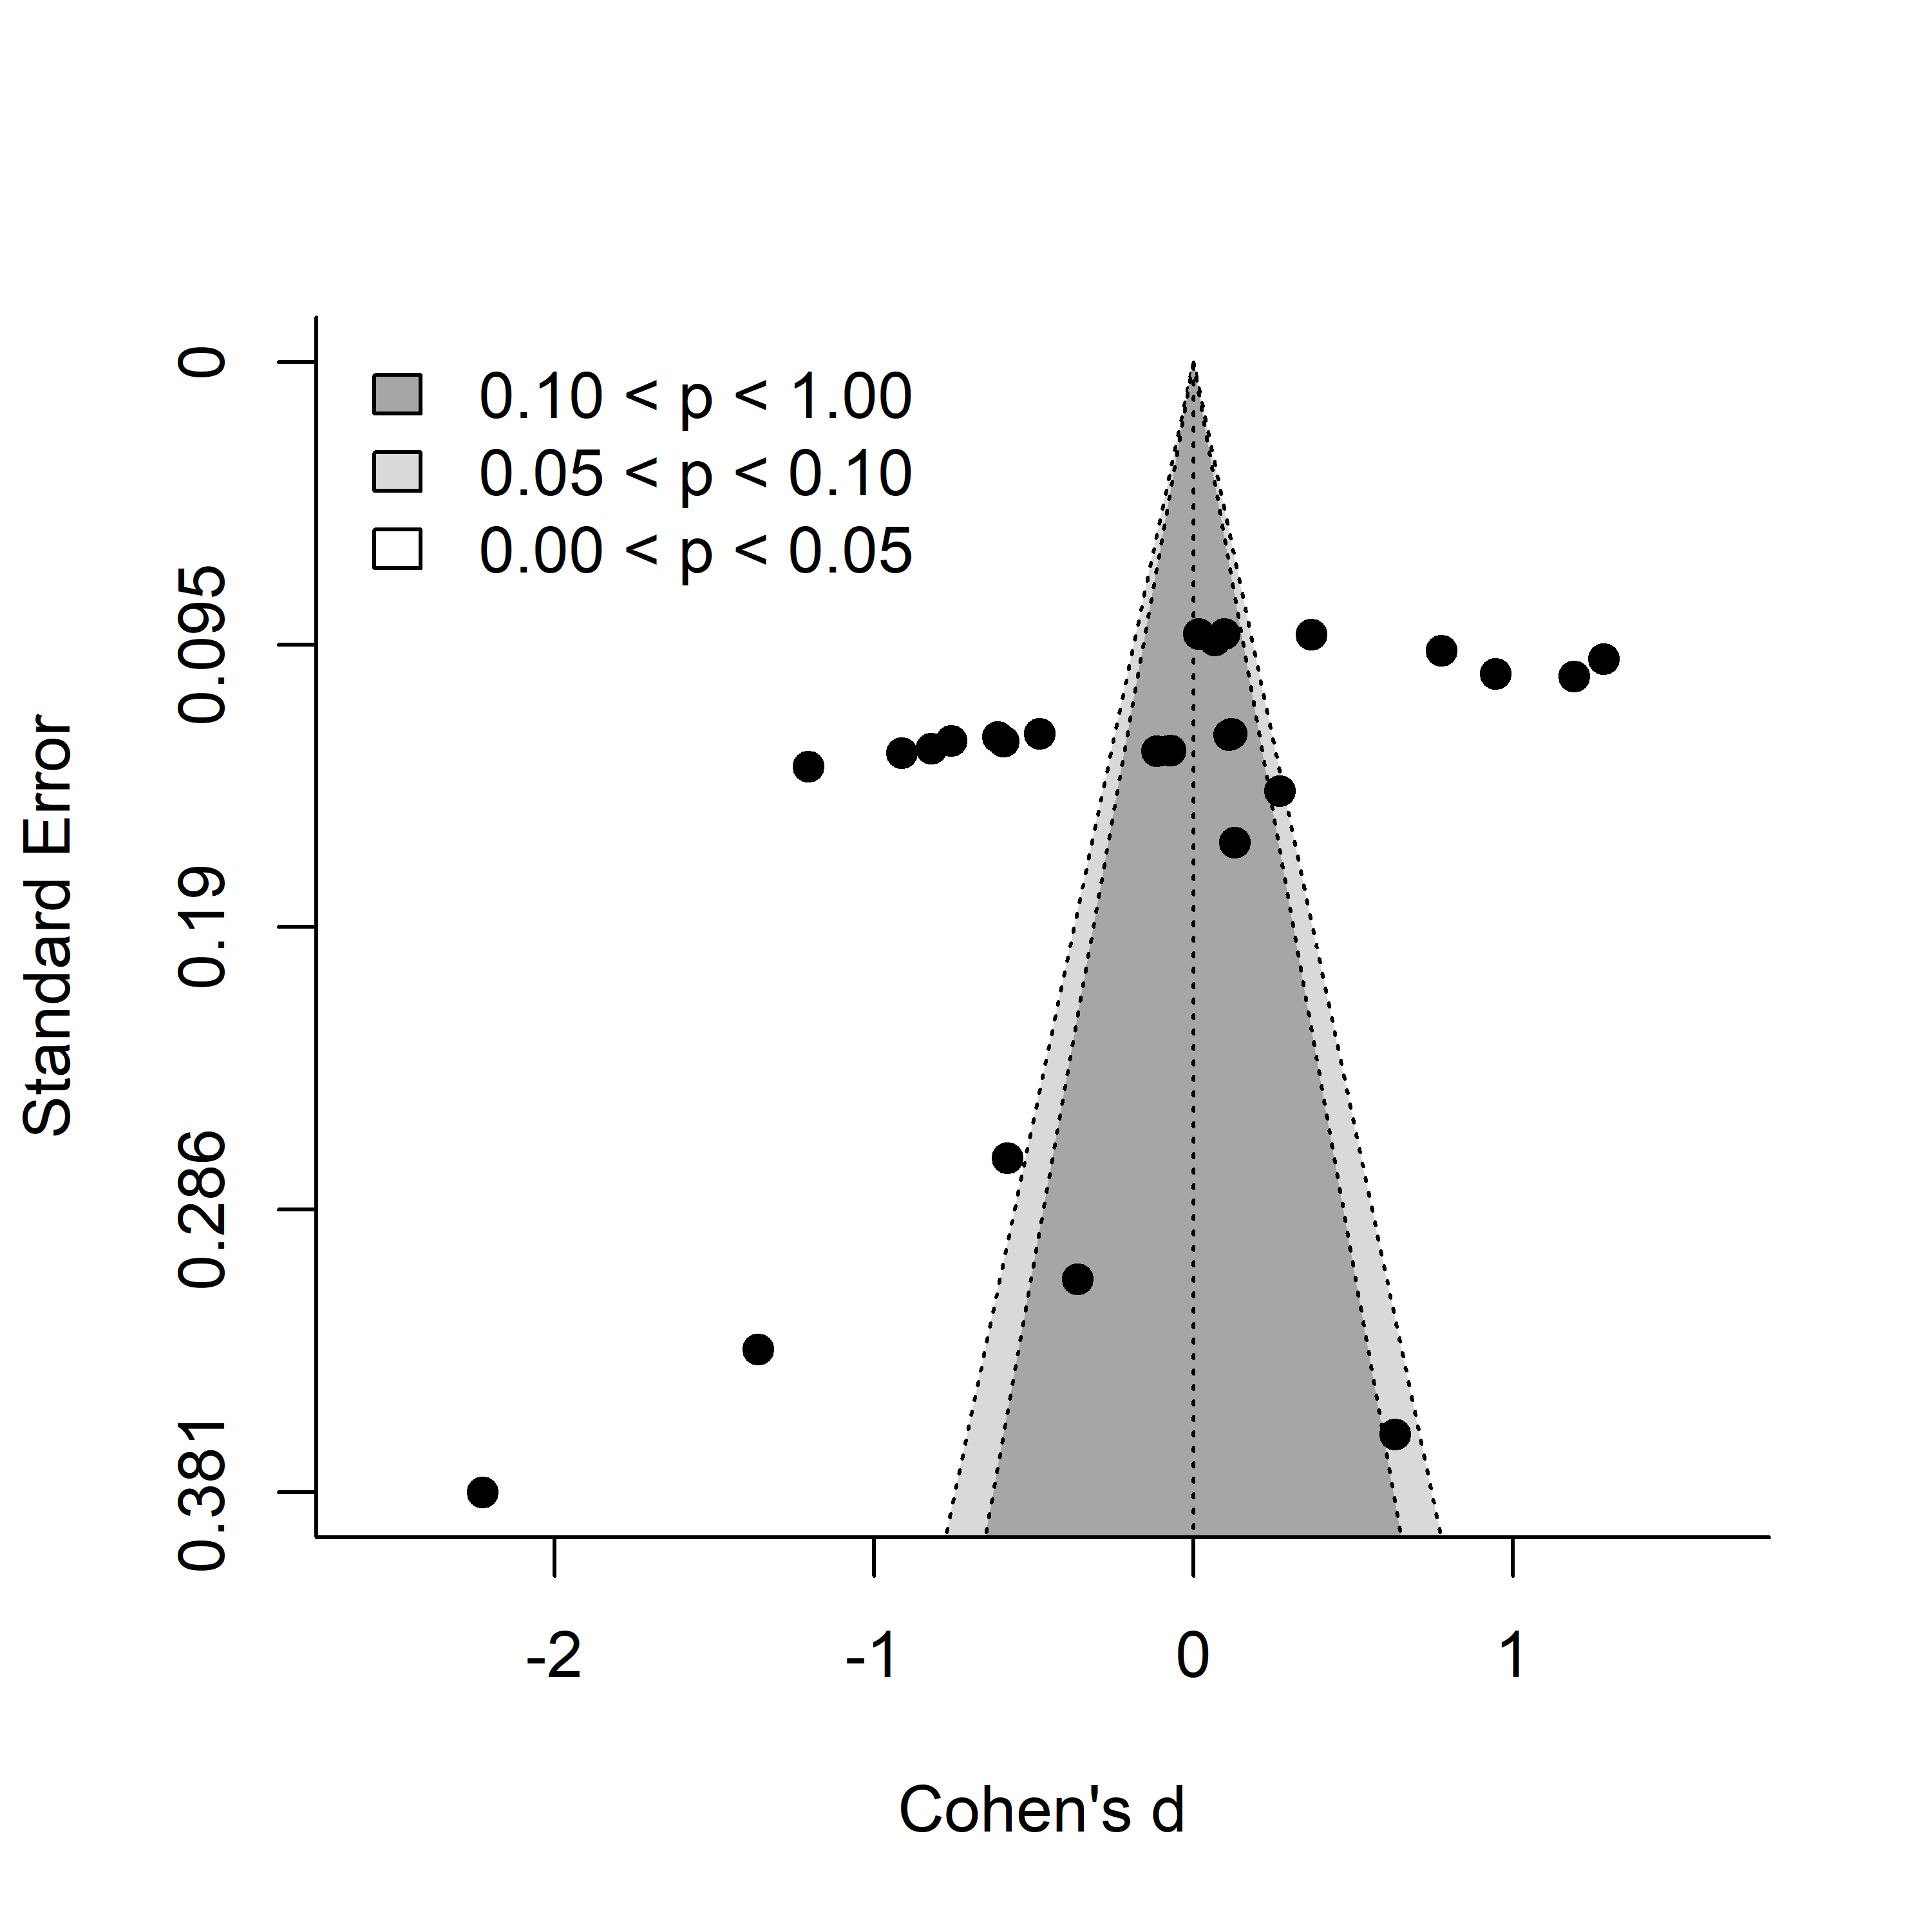 0.10 < p < 1.00
0.05 < p < 0.10
0.00 < p < 0.05
Standard Error
0
0.095
0.19
0.286
0.381
-2
-1
0
1
Cohen's d